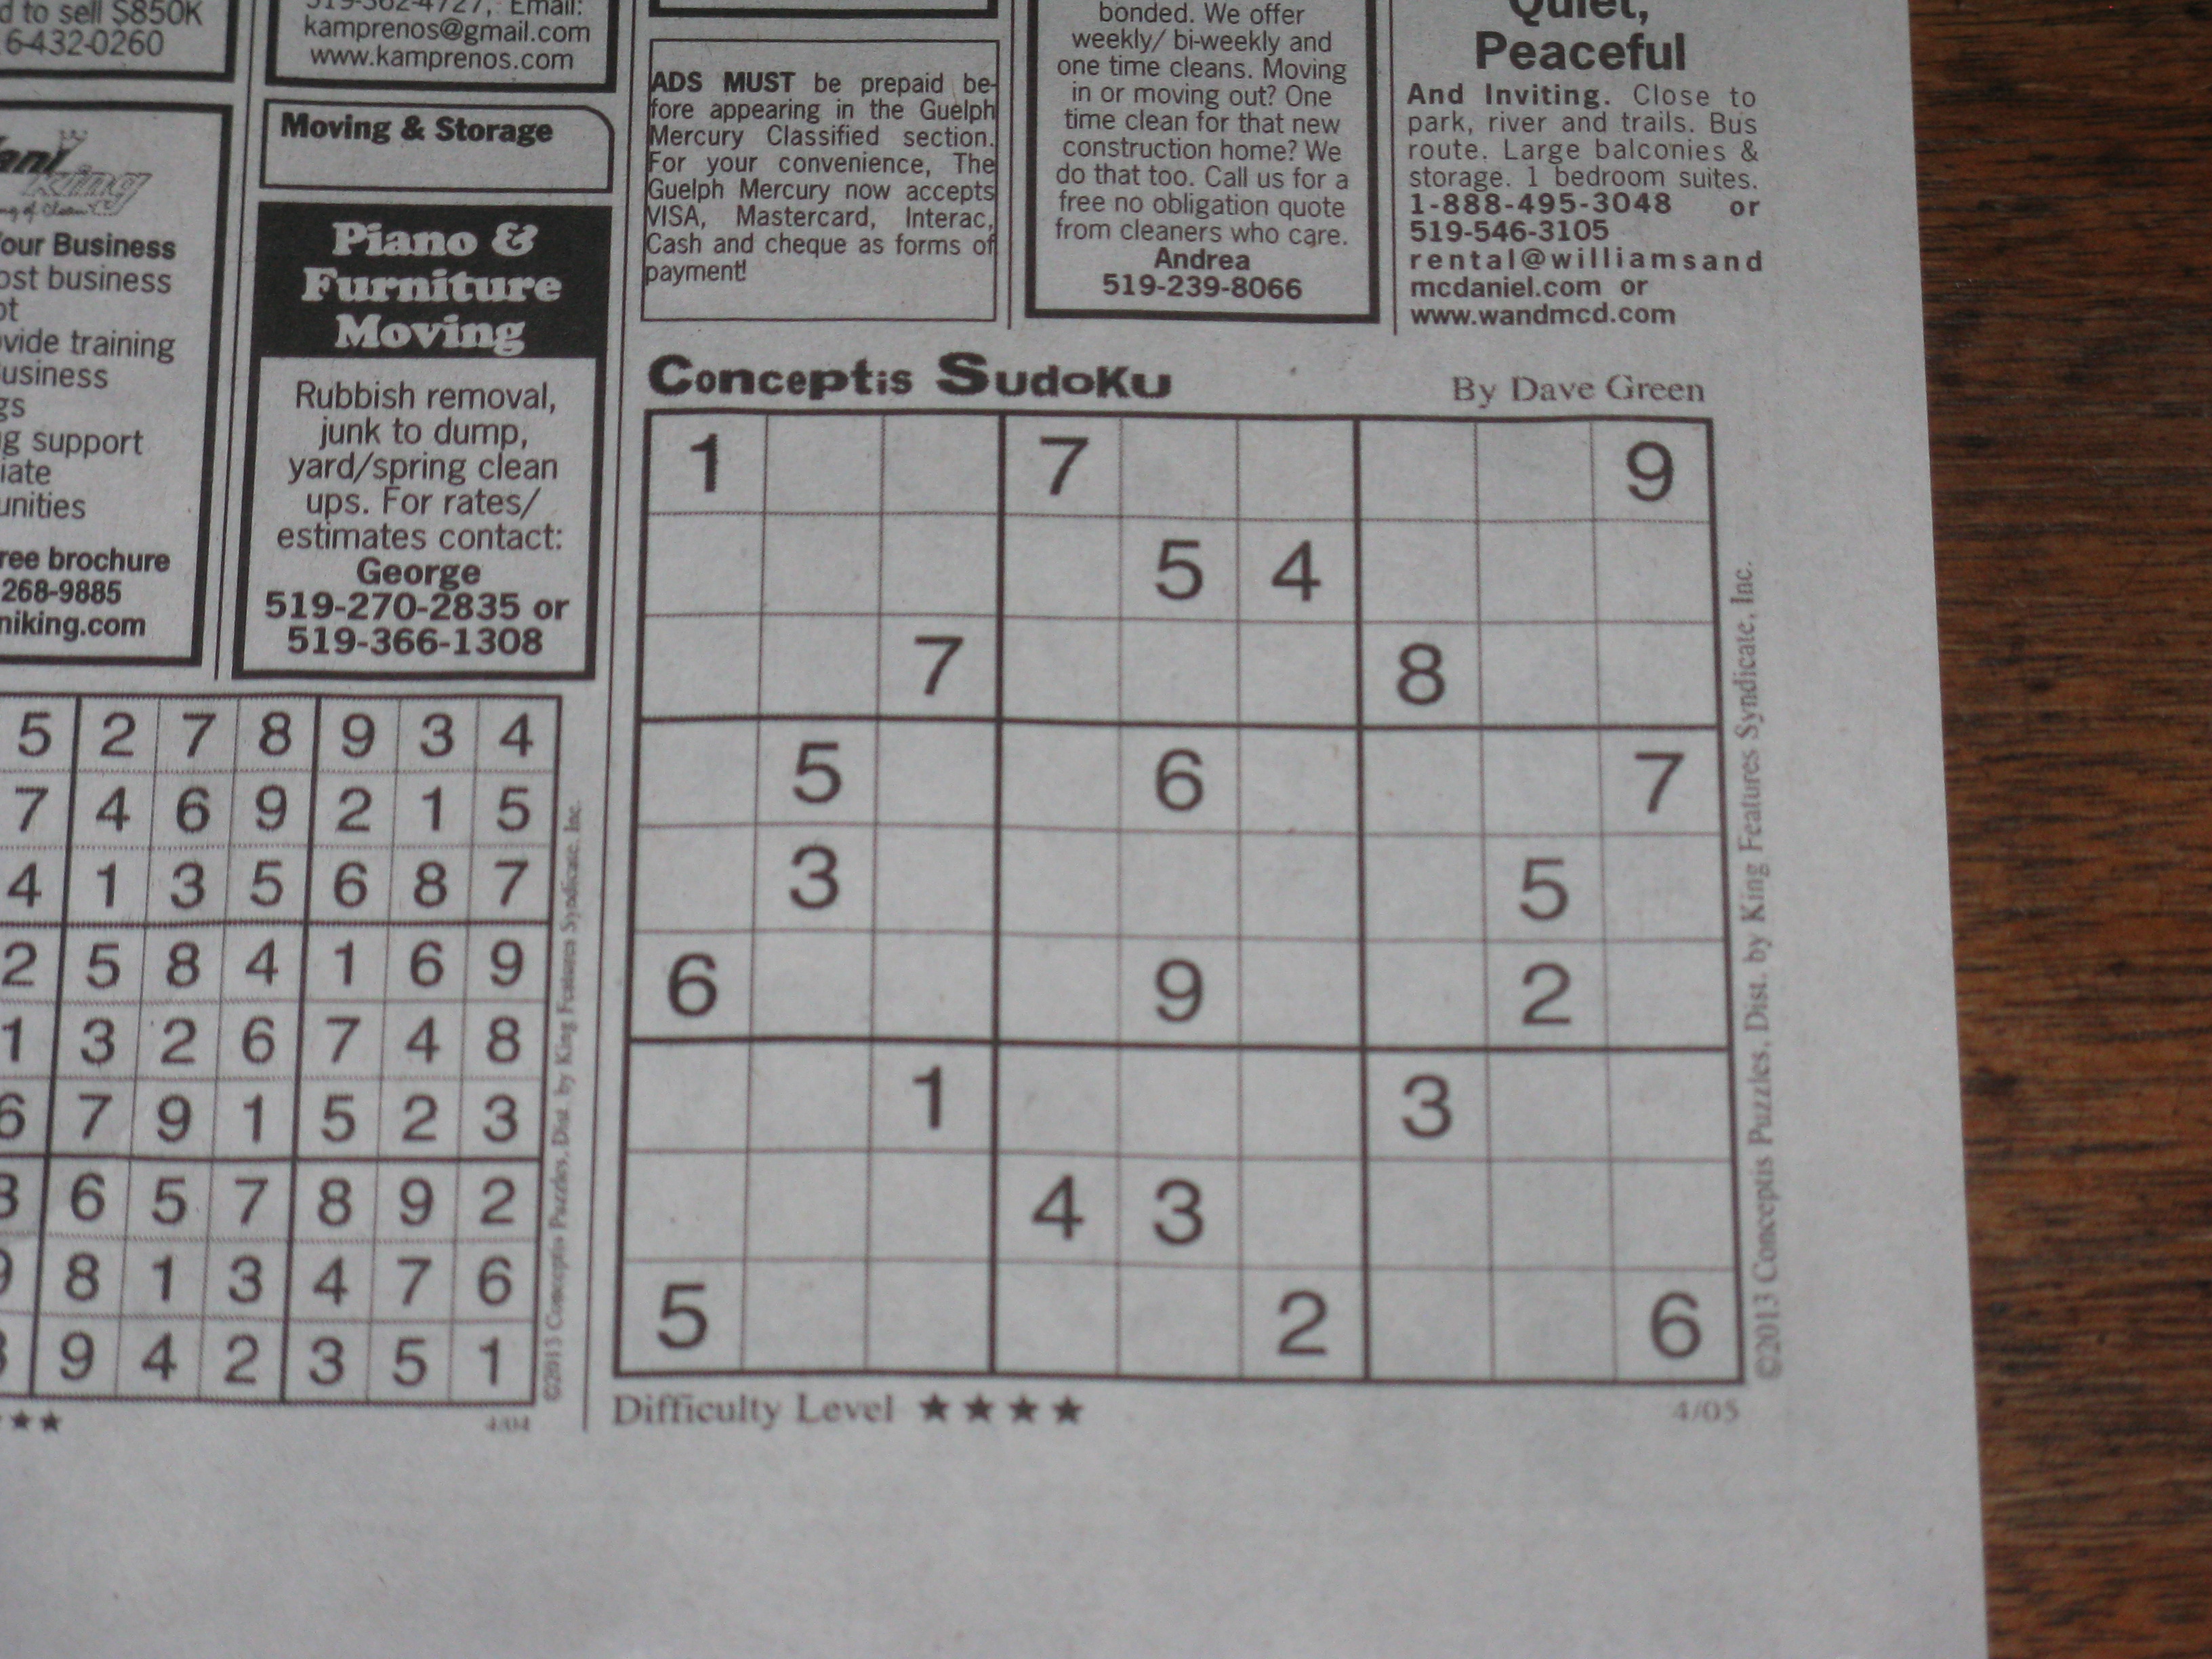 d to sell $850K
6-432-0260
519-362-4727, Email:
kamprenos@gmail.com
www.kamprenos.com
Moving & Storage
king
our Business
ost business
ot
vide training
usiness
gs
g support
iate
unities
ree brochure
268-9885
niking.com
Piano &
Furniture
Moving
Rubbish removal,
junk to dump,
yard/spring clean
ups. For rates/
estimates contact:
George
519-270-2835 or
519-366-1308
ADS MUST be prepaid be-
fore appearing in the Guelph
Mercury Classified section.
For your convenience, The
Guelph Mercury now accepts
VISA, Mastercard, Interac,
Cash and cheque as forms of
payment!
bonded. We offer
weekly/ bi-weekly and
one time cleans. Moving
in or moving out? One
time clean for that new
construction home? We
do that too. Call us for a
free no obligation quote
from cleaners who care.
Andrea
519-239-8066
Quiet,
Peaceful
And Inviting. Close to
park, river and trails. Bus
route. Large balconies &
storage. 1 bedroom suites.
1-888-495-3048 or
519-546-3105
rental@williamsand
mcdaniel.com or
www.wandmcd.com
5 2 7 8 9 3 4
7 4 6 9 2 1 5
4 1 3 5 6 8 7
2 5 8 4 1 6 9
1 3 2 6 7 4 8
6 7 9 1 5 2 3
6 5 7 8 9 2
8 1 3 4 7 6
9 4 2 3 5 1
★★
4/04
©2013 Conceptis Puzzles, Dist. by King Features Syndicate, Inc.
Conceptis SudoKu
By Dave Green
1 7 9
5 4
7 8
5 6 7
3 5
6 9 2
1 3
4 3
5 2 6
Difficulty Level ★★★★
4/05
©2013 Conceptis Puzzles, Dist. by King Features Syndicate, Inc.